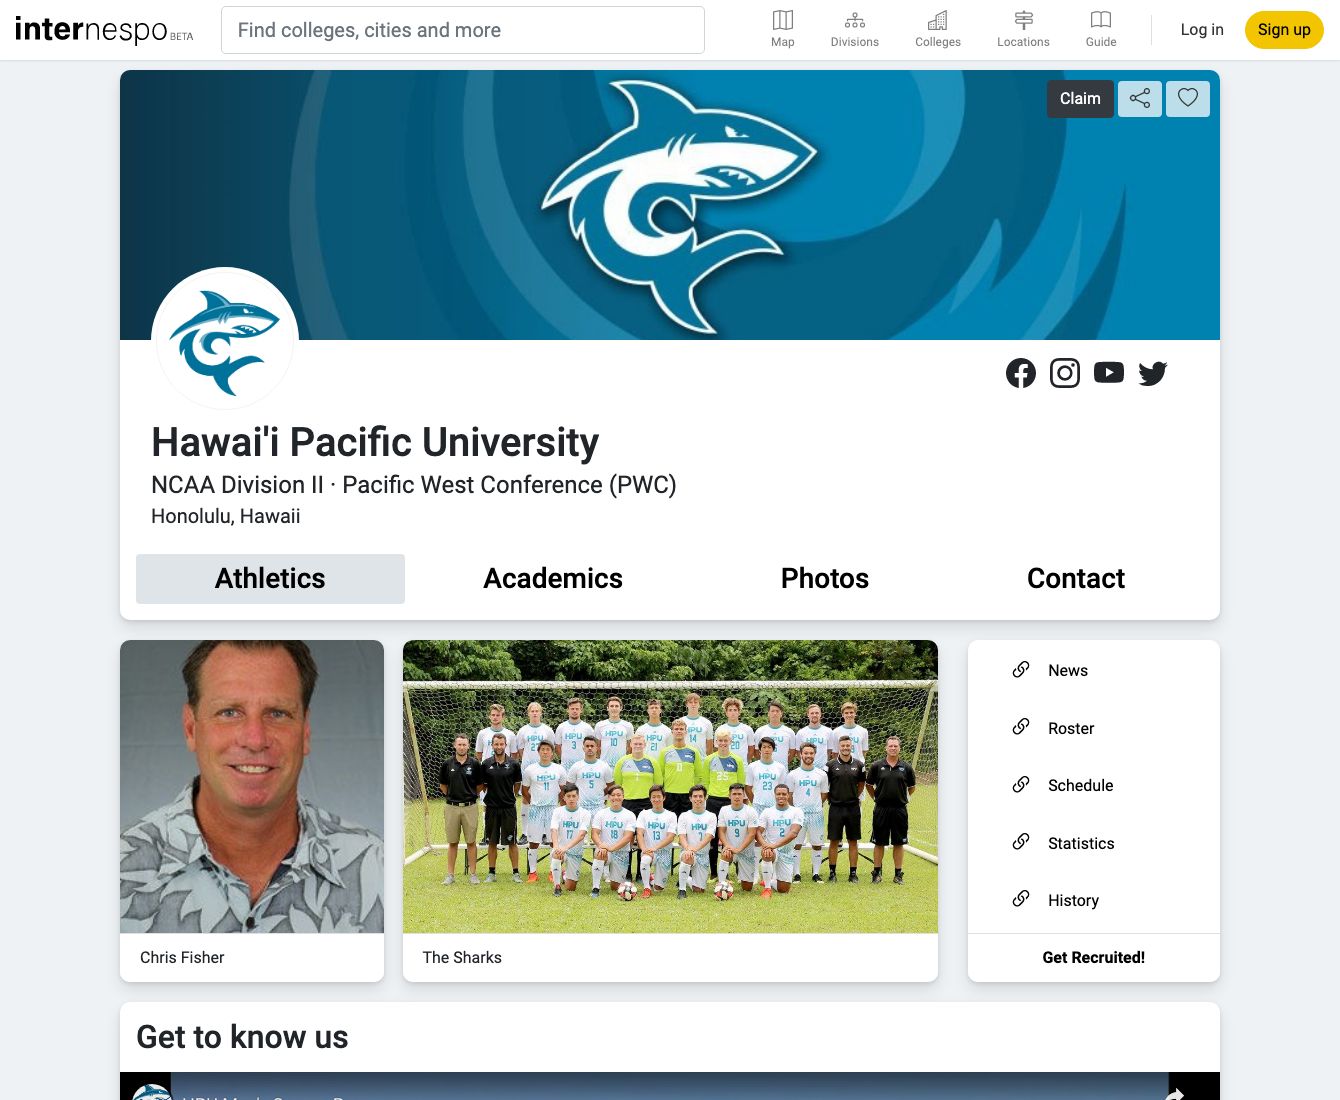 internespo BETA
Find colleges, cities and more
Map
Divisions
Colleges
Locations
Guide
Log in
Sign up
Claim
Hawai'i Pacific University
NCAA Division II · Pacific West Conference (PWC)
Honolulu, Hawaii
Athletics
Academics
Photos
Contact
News
Roster
Schedule
Statistics
History
Chris Fisher
The Sharks
Get Recruited!
Get to know us